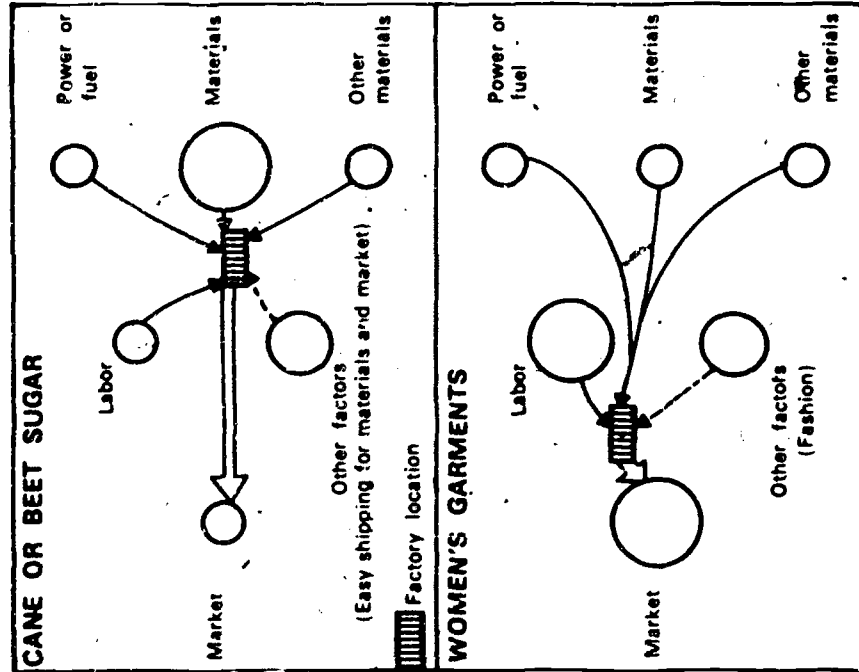 CANE OR BEET SUGAR
Power or
fuel
Labor
Market
Materials
Other factors
(Easy shipping for materials and market)
Other
materials
Factory location
WOMEN'S GARMENTS
Power or
fuel
Labor
Market
Materials
Other factors
(Fashion)
Other
materials